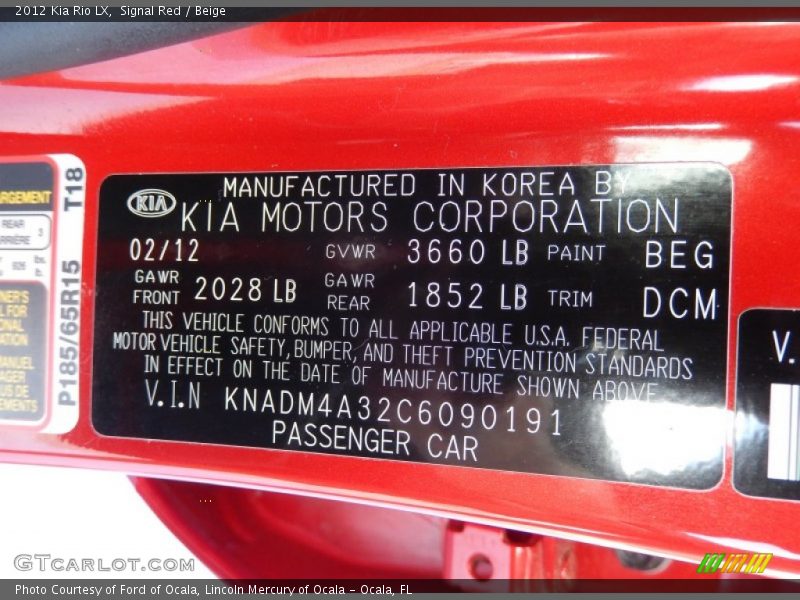 2012 Kia Rio LX, Signal Red / Beige
MANUFACTURED IN KOREA BY
KIA KIA MOTORS CORPORATION
02/12 GVWR 3660 LB PAINT BEG
GAWR FRONT 2028 LB GAWR REAR 1852 LB TRIM DCM
THIS VEHICLE CONFORMS TO ALL APPLICABLE U.S.A. FEDERAL
MOTOR VEHICLE SAFETY, BUMPER, AND THEFT PREVENTION STANDARDS
IN EFFECT ON THE DATE OF MANUFACTURE SHOWN ABOVE
V.I.N KNADM4A32C6090191
PASSENGER CAR
REAR
3
P185/65R15 T18
V.
GTcarlot.com
Photo Courtesy of Ford of Ocala, Lincoln Mercury of Ocala - Ocala, FL